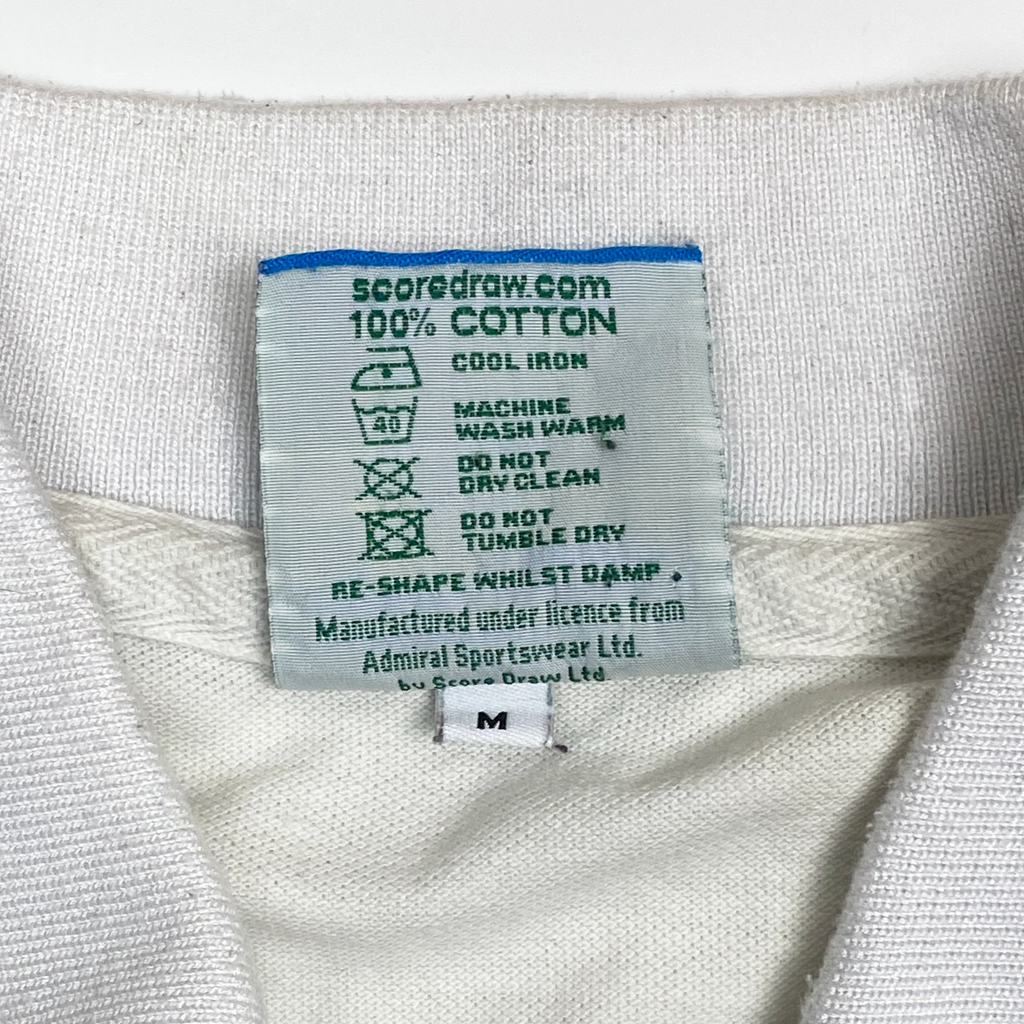 scoredraw.com
100% COTTON
COOL IRON
40
MACHINE
WASH WARM
DO NOT
DRY CLEAN
DO NOT
TUMBLE DRY
RE-SHAPE WHILST DAMP.
Manufactured under licence from
Admiral Sportswear Ltd.
by Score Draw Ltd.
M